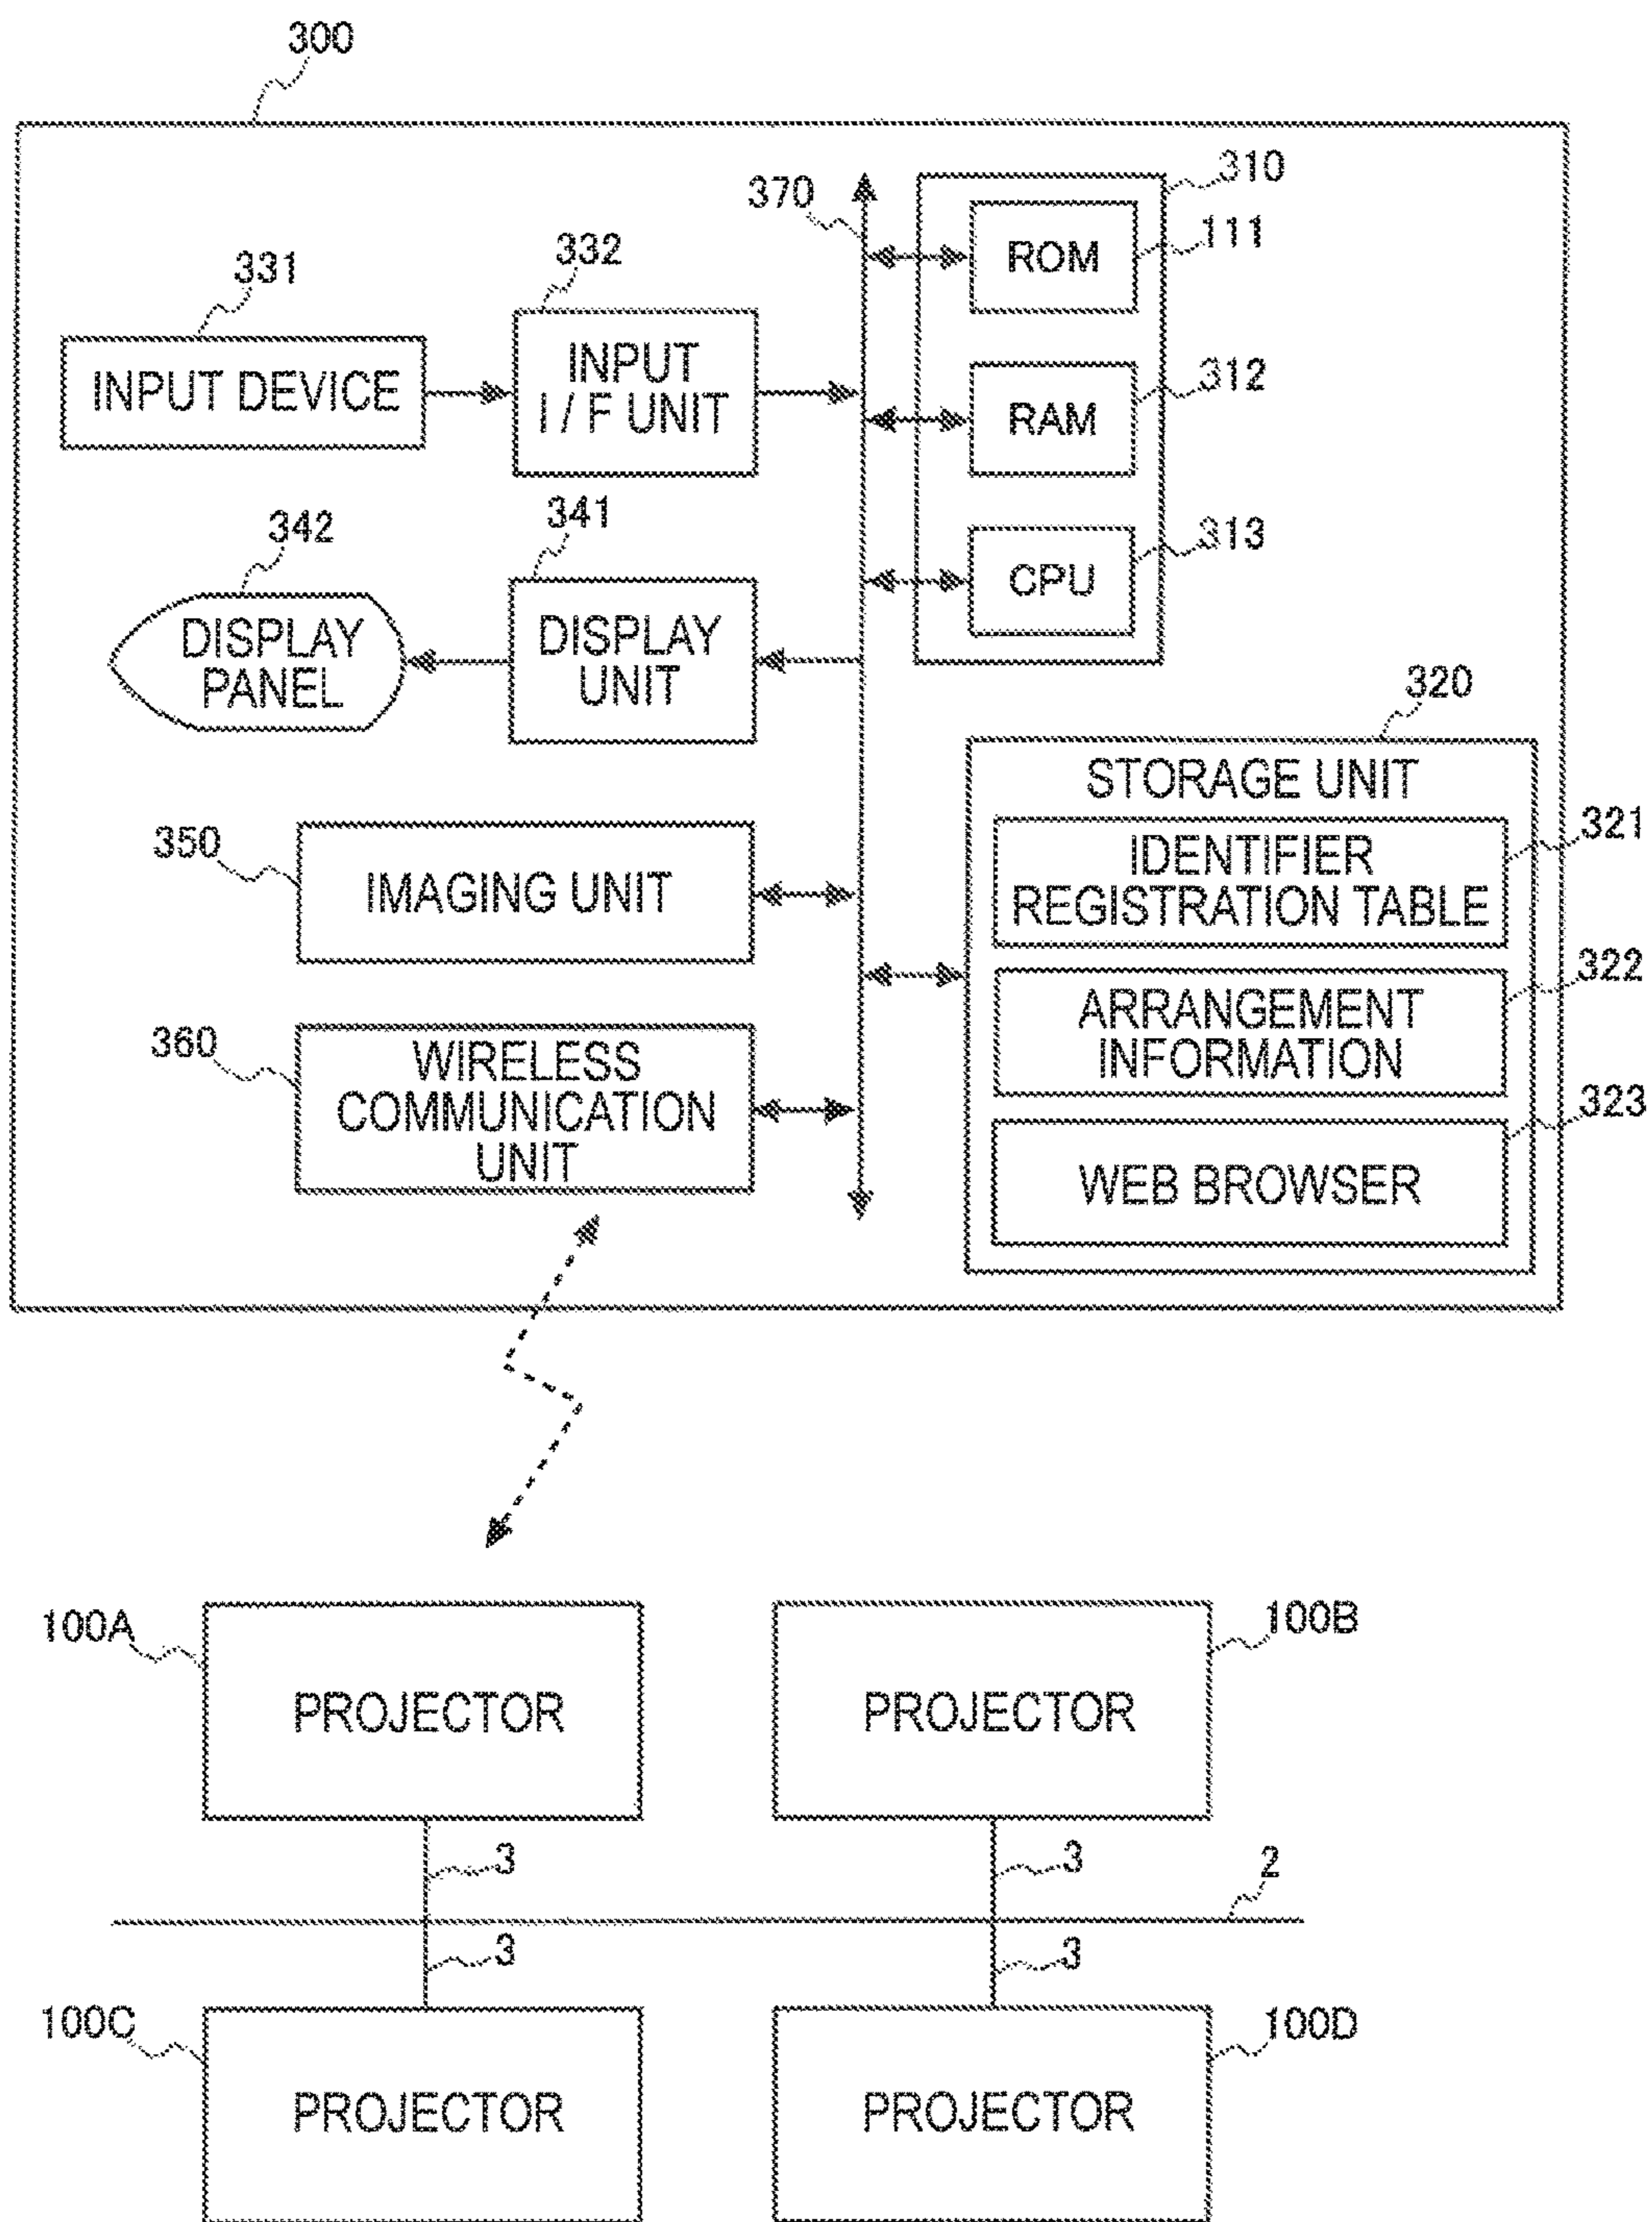 300
310
370
ROM
111
331
332
INPUT DEVICE
INPUT
I / F UNIT
RAM
312
342
341
CPU
313
DISPLAY
PANEL
DISPLAY
UNIT
320
STORAGE UNIT
350
IMAGING UNIT
IDENTIFIER
REGISTRATION TABLE
321
360
WIRELESS
COMMUNICATION
UNIT
ARRANGEMENT
INFORMATION
322
WEB BROWSER
323
100A
PROJECTOR
PROJECTOR
100B
3
3
2
3
3
100C
PROJECTOR
PROJECTOR
100D